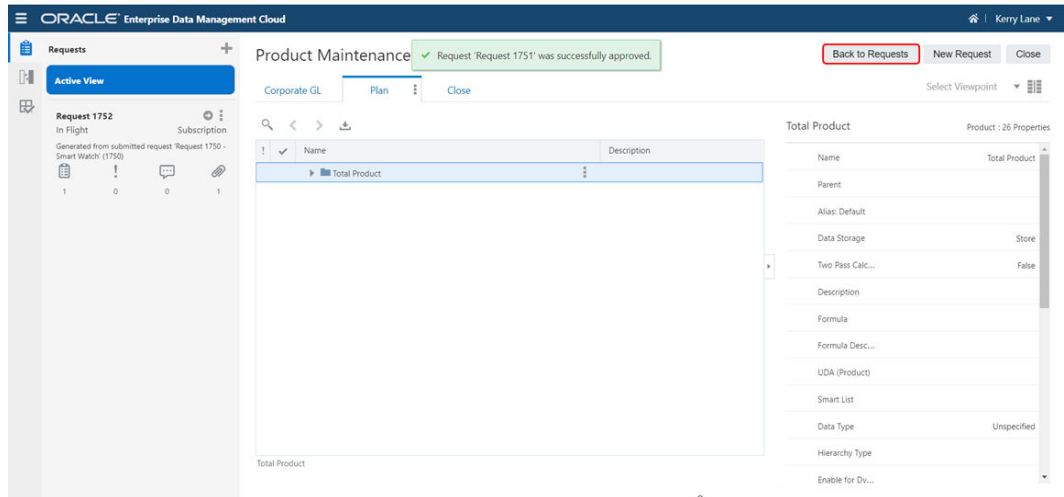 ORACLE Enterprise Data Management Cloud
Kerry Lane
Requests
Active View
Request 1752
In Flight
Subscription
Generated from submitted request 'Request 1750 -
Smart Watch' (1750)
1 0 0 1
Product Maintenance
Request 'Request 1751' was successfully approved.
Back to Requests
New Request
Close
Corporate GL
Plan
Close
Select Viewpoint
! Name
Description
Total Product
Total Product
Total Product
Product : 26 Properties
Name Total Product
Parent
Alias: Default
Data Storage Store
Two Pass Calc... False
Description
Formula
Formula Desc...
UDA (Product)
Smart List
Data Type Unspecified
Hierarchy Type
Enable for Dv...